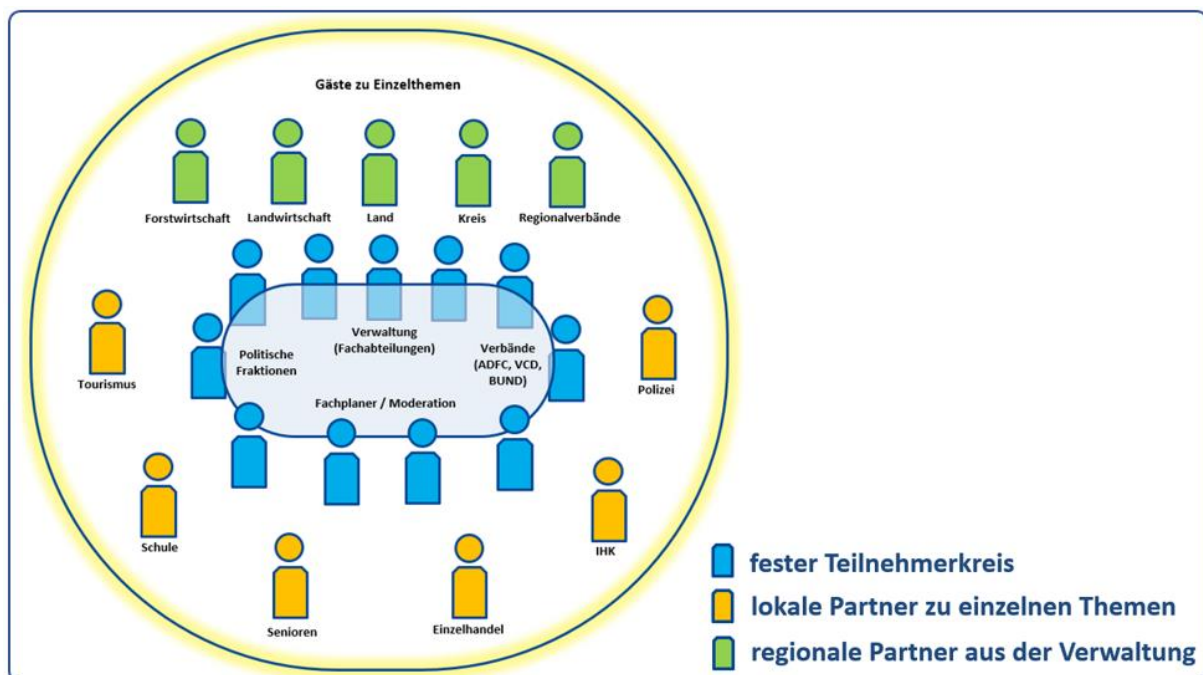 Gäste zu Einzelthemen
Forstwirtschaft
Landwirtschaft
Land
Kreis
Regionalverbände
Tourismus
Politische
Fraktionen
Verwaltung
(Fachabteilungen)
Verbände
(ADFC, VCD,
BUND)
Polizei
Fachplaner / Moderation
Schule
IHK
Senioren
Einzelhandel
fester Teilnehmerkreis
lokale Partner zu einzelnen Themen
regionale Partner aus der Verwaltung